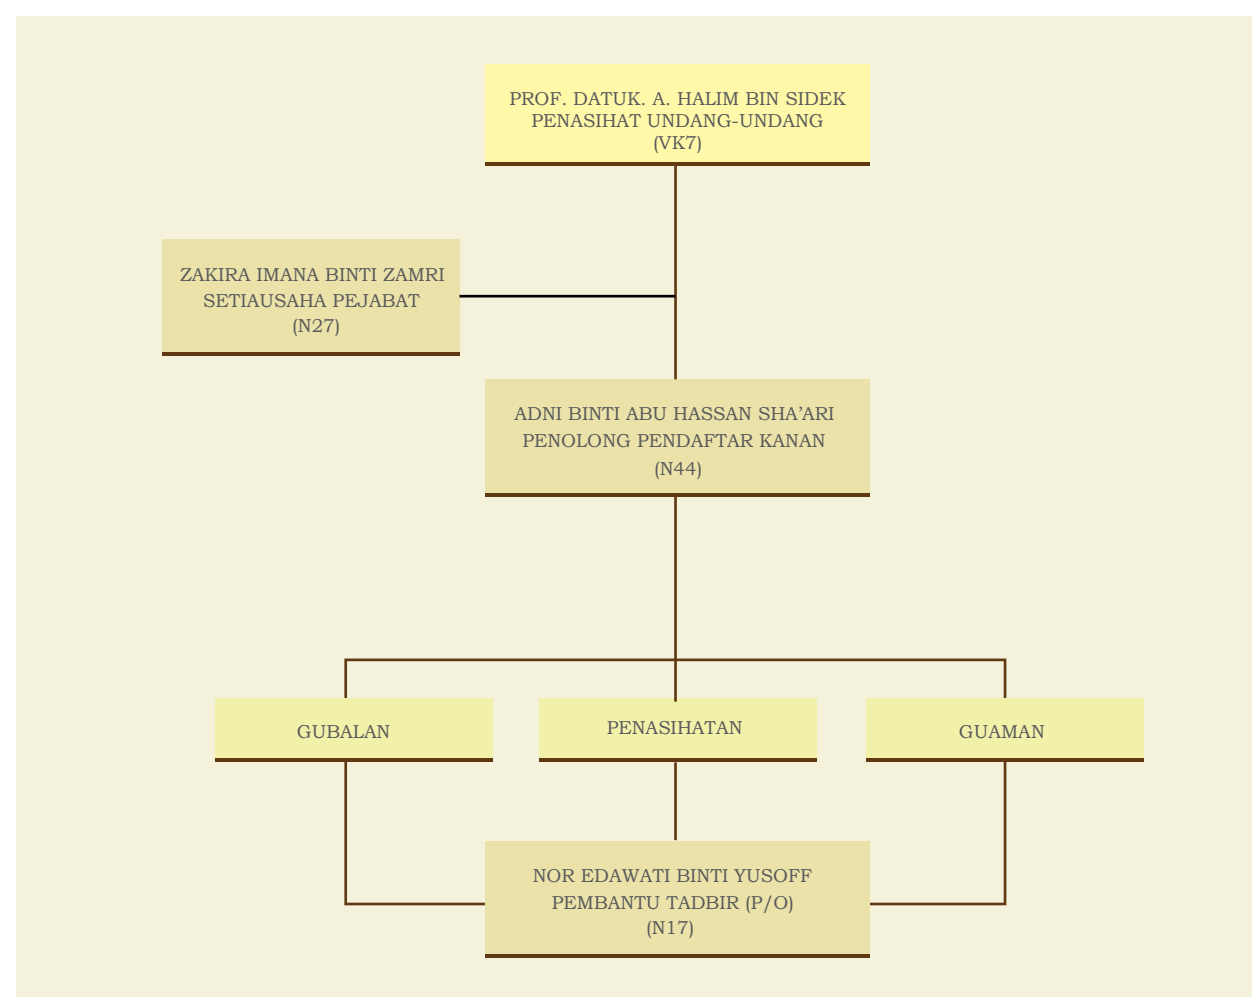 PROF. DATUK. A. HALIM BIN SIDEK
PENASIHAT UNDANG-UNDANG
(VK7)
ZAKIRA IMANA BINTI ZAMRI
SETIAUSAHA PEJABAT
(N27)
ADNI BINTI ABU HASSAN SHA’ARI
PENOLONG PENDAFTAR KANAN
(N44)
GUBALAN
PENASIHATAN
GUAMAN
NOR EDAWATI BINTI YUSOFF
PEMBANTU TADBIR (P/O)
(N17)